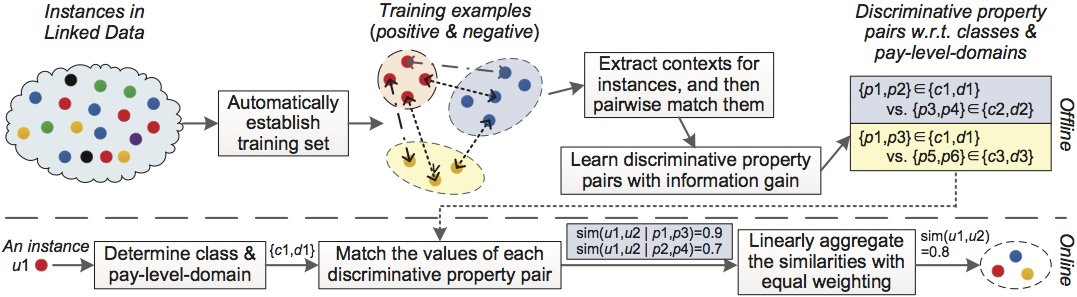 Instances in
Linked Data
Training examples
(positive & negative)
Discriminative property
pairs w.r.t. classes &
pay-level-domains
Automatically
establish
training set
Extract contexts for
instances, and then
pairwise match them
Learn discriminative property
pairs with information gain
{p1,p2}∈{c1,d1}
vs. {p3,p4}∈{c2,d2}
{p1,p3}∈{c1,d1}
vs. {p5,p6}∈{c3,d3}
Offline
An instance
u1
Determine class &
pay-level-domain
{c1,d1}
Match the values of each
discriminative property pair
sim(u1,u2 | p1,p3)=0.9
sim(u1,u2 | p2,p4)=0.7
Linearly aggregate
the similarities with
equal weighting
sim(u1,u2)
=0.8
Online